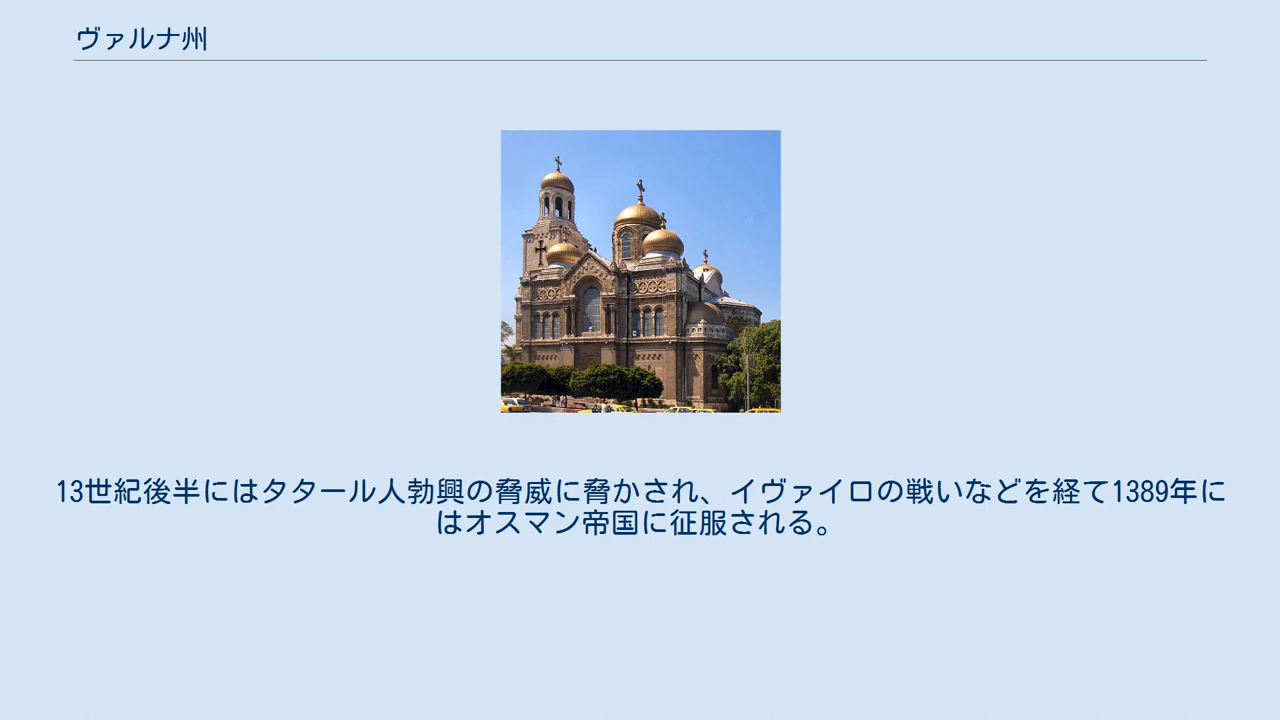 ヴァルナ州
13世紀後半にはタタール人勃興の脅威に脅かされ、イヴァイロの戦いなどを経て1389年に
はオスマン帝国に征服される。